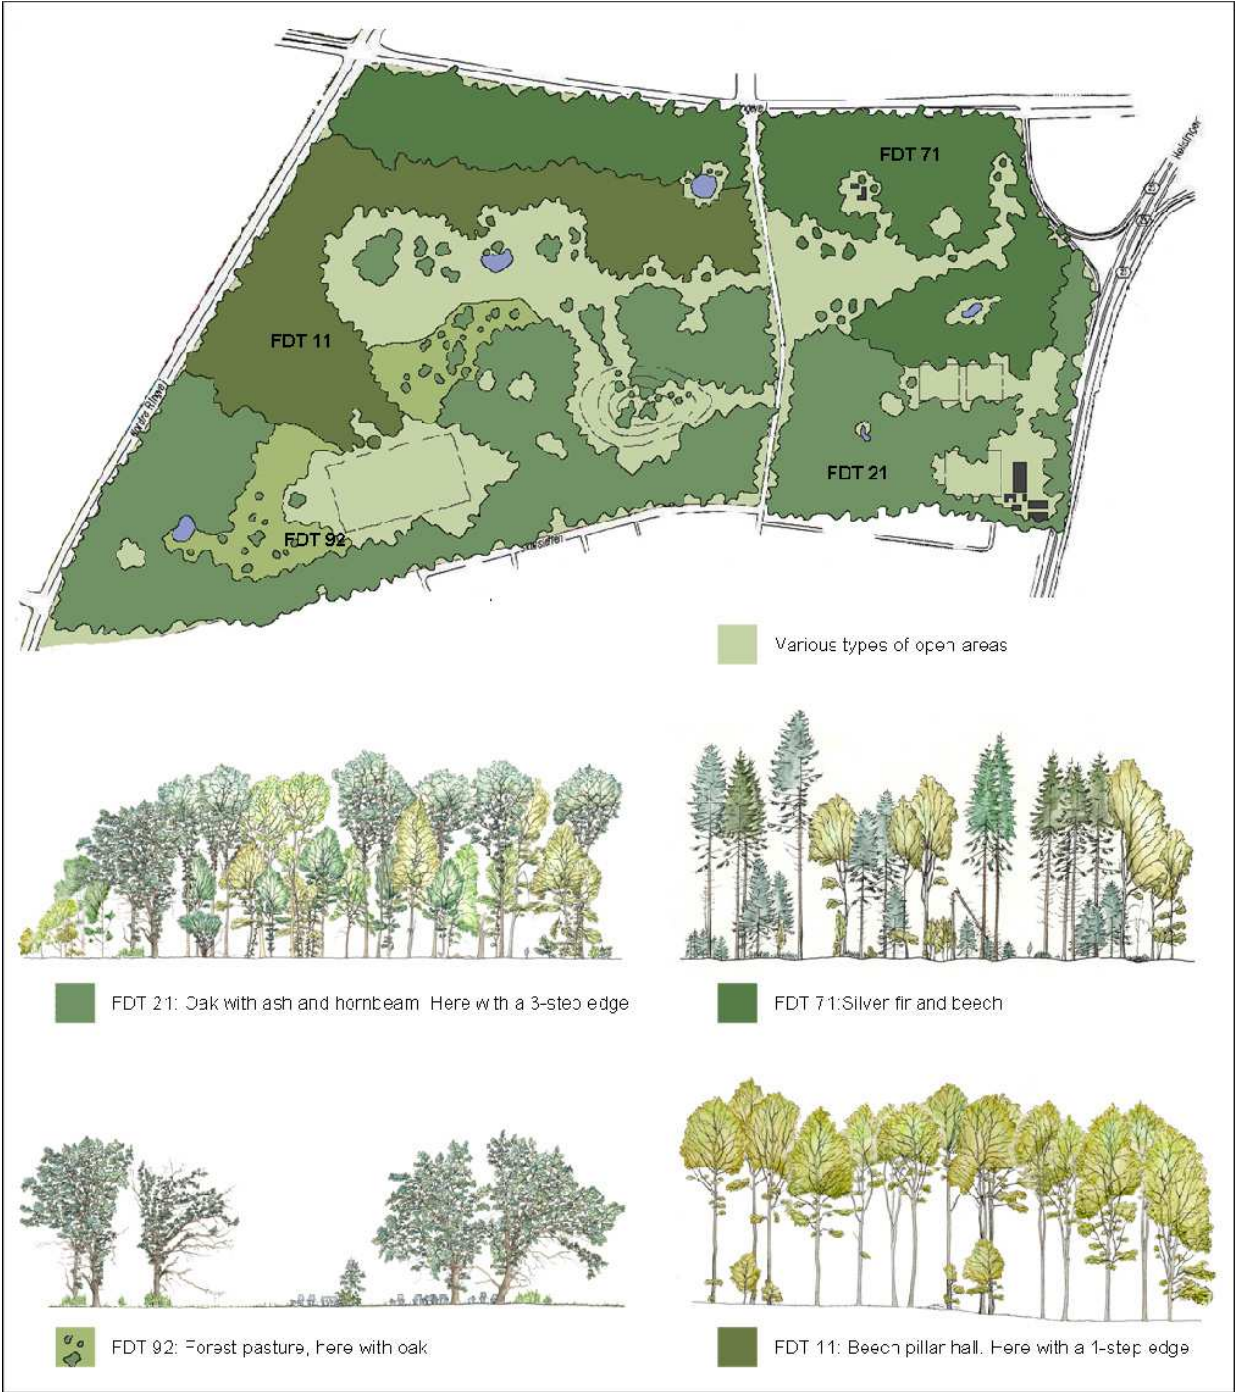 FDT 71
Helsingør
FDT 11
FDT 21
FDT 92
Various types of open areas
FDT 21: Oak with ash and hornbeam. Here with a 3-step edge
FDT 71:Silver fir and beech
FDT 92: Forest pasture, here with oak
FDT 11: Beech pillar hall. Here with a 1-step edge